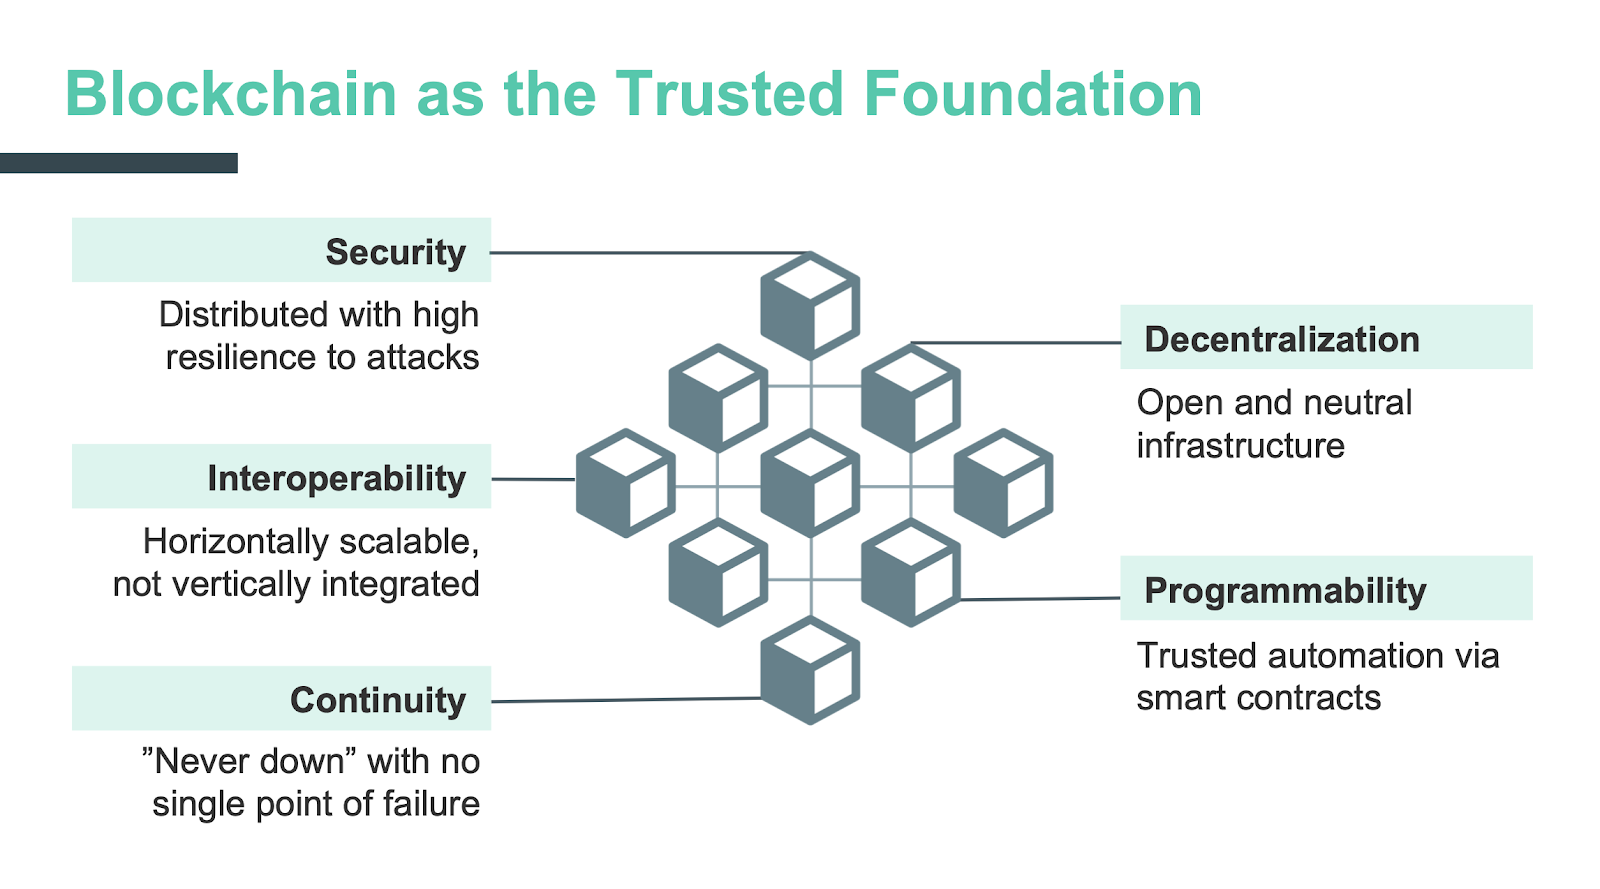 Blockchain as the Trusted Foundation
Security
Distributed with high
resilience to attacks
Interoperability
Horizontally scalable,
not vertically integrated
Continuity
”Never down” with no
single point of failure
Decentralization
Open and neutral
infrastructure
Programmability
Trusted automation via
smart contracts